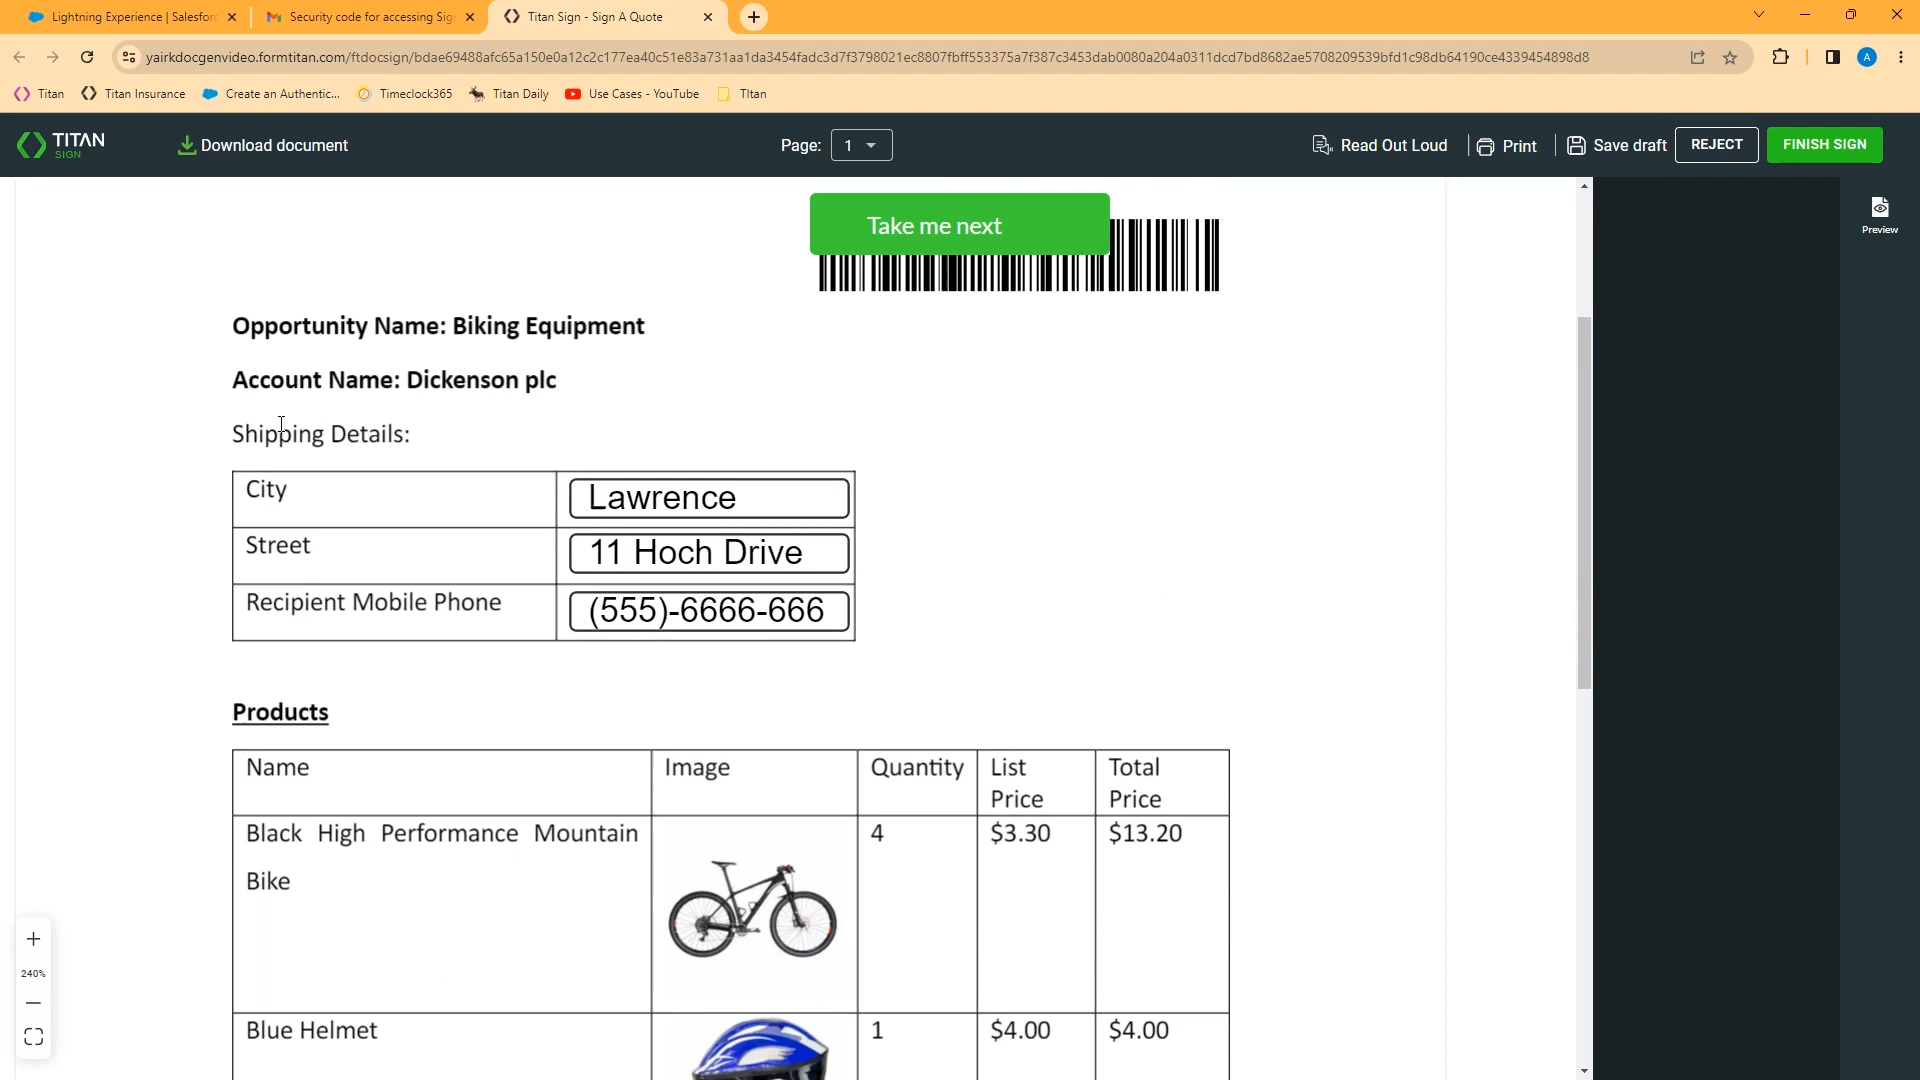 Lightning Experience | Salesforc
Security code for accessing Sig
Titan Sign - Sign A Quote
yairkdocgenvideo.formtitan.com/ftdocsign/bdae69488afc65a150e0a12c2c177ea40c51e83a731aa1da3454fadc3d7f3798021ec8807fbff553375a7f387c3453dab0080a204a0311dcd7bd8682ae5708209539bfd1c98db64190ce4339454898d8
A
Titan
Titan Insurance
Create an Authentic...
Timeclock365
Titan Daily
Use Cases - YouTube
TItan
TITAN
SIGN
Download document
Page: 1
Read Out Loud
Print
Save draft
REJECT
FINISH SIGN
Take me next
Preview
Opportunity Name: Biking Equipment
Account Name: Dickenson plc
Shipping Details:
City Lawrence
Street 11 Hoch Drive
Recipient Mobile Phone (555)-6666-666
Products
Name Image Quantity List Total
Price Price
Black High Performance Mountain 4 $3.30 $13.20
Bike
240%
Blue Helmet 1 $4.00 $4.00